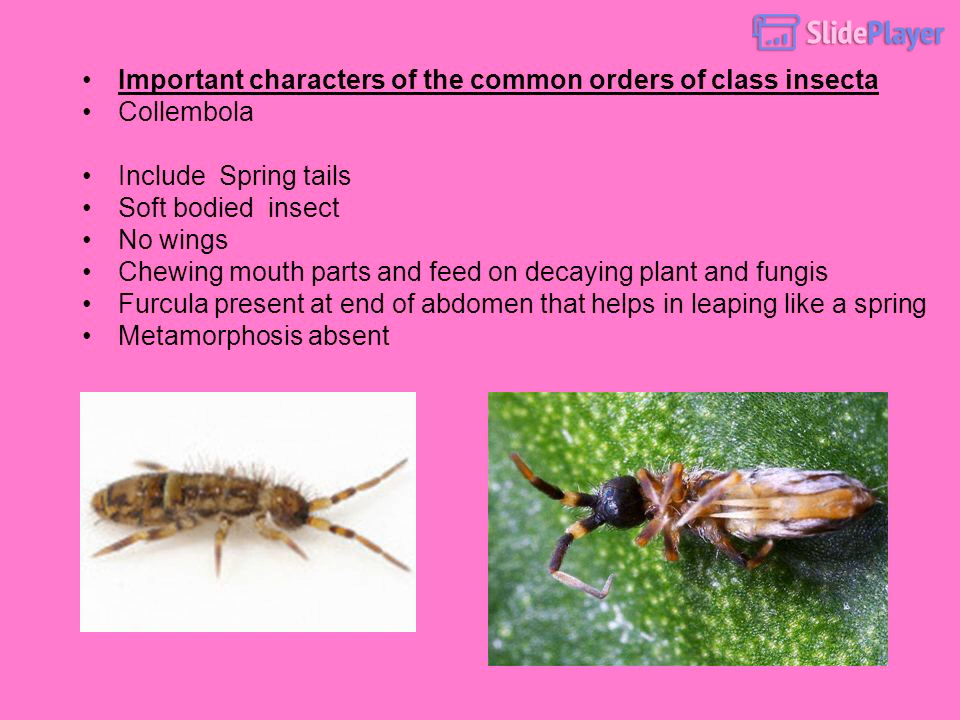 SlidePlayer
• Important characters of the common orders of class insecta
• Collembola
• Include Spring tails
• Soft bodied insect
• No wings
• Chewing mouth parts and feed on decaying plant and fungis
• Furcula present at end of abdomen that helps in leaping like a spring
• Metamorphosis absent